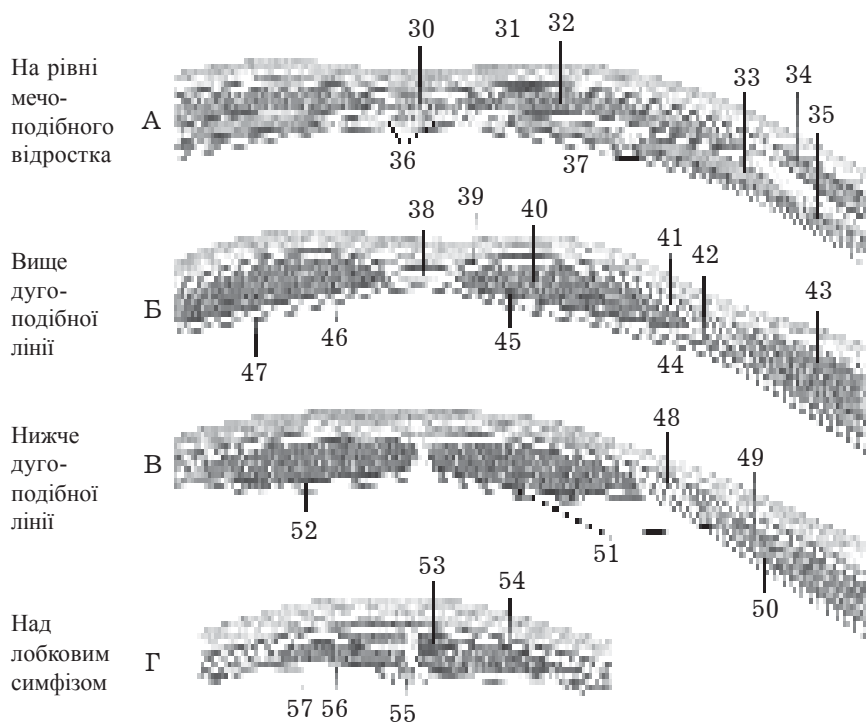 30 31 32
33 34
35
На рівні
мечо-
подібного
відростка
А
36 37
38 39 40
41 42
43
Вище
дуго-
подібної
лінії
Б
44
45
46
47
48
49
Нижче
дуго-
подібної
лінії
В
50
51
52
53 54
Над
лобковим
симфізом
Г
57 56 55